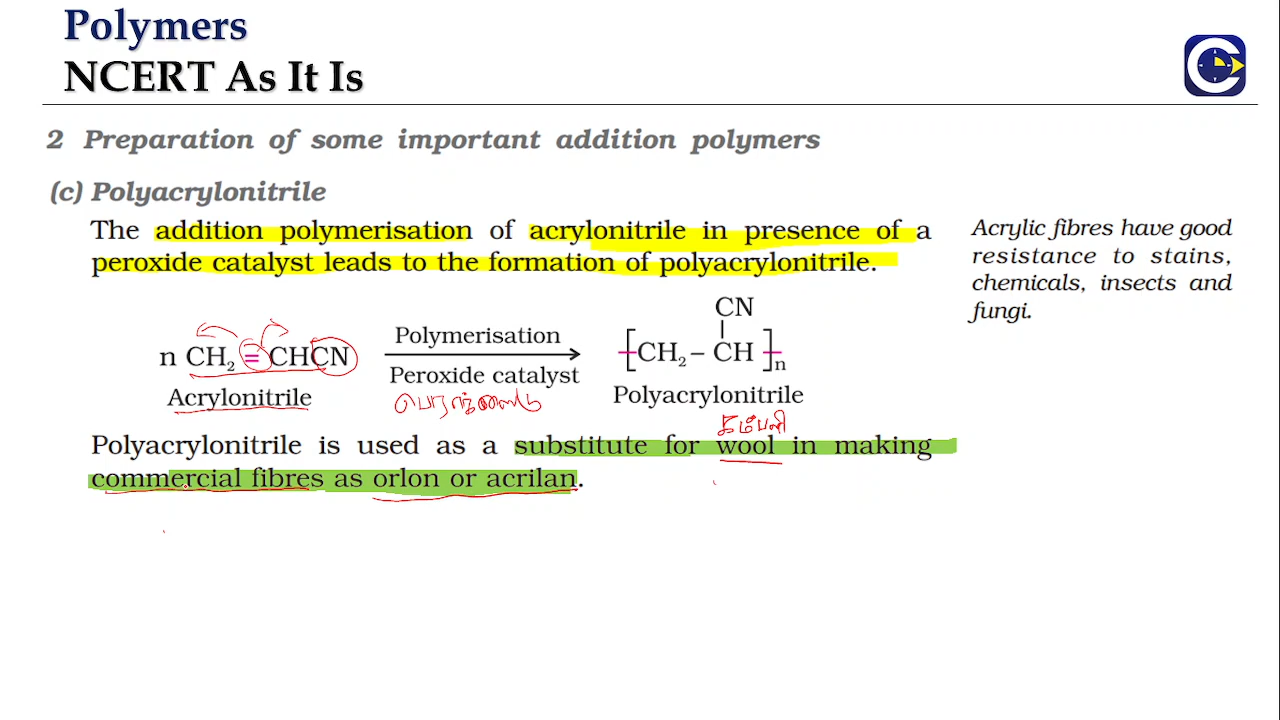 Polymers
NCERT As It Is
2 Preparation of some important addition polymers
(c) Polyacrylonitrile
The addition polymerisation of acrylonitrile in presence of a
peroxide catalyst leads to the formation of polyacrylonitrile.
Acrylic fibres have good
resistance to stains,
chemicals, insects and
fungi.
n CH₂ = CHCN
Acrylonitrile
Polymerisation
Peroxide catalyst
CN
[CH₂ – CH]n
Polyacrylonitrile
கம்பளி
Polyacrylonitrile is used as a substitute for wool in making
commercial fibres as orlon or acrilan.